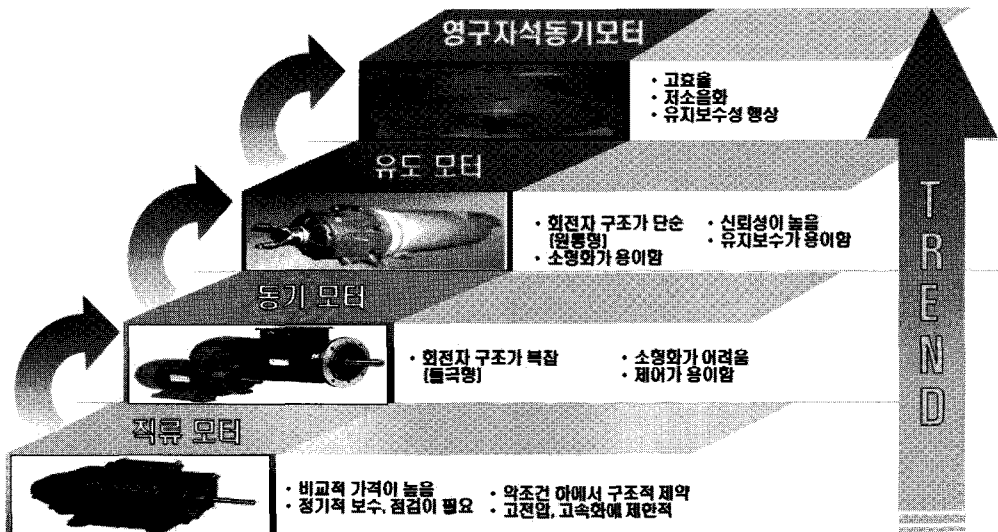 영구자석동기모터
• 고효율
• 저소음화
• 유지보수성 행상
유도 모터
• 회전자 구조가 단순
(원통형)
• 소형화가 용이함
• 신뢰성이 높음
• 유지보수가 용이함
동기 모터
• 회전자 구조가 복잡
(돌극형)
• 소형화가 어려움
• 제어가 용이함
직류 모터
• 비교적 가격이 높음
• 정기적 보수, 점검이 필요
• 악조건 하에서 구조적 제약
• 고전압, 고속화에 제한적
TREND